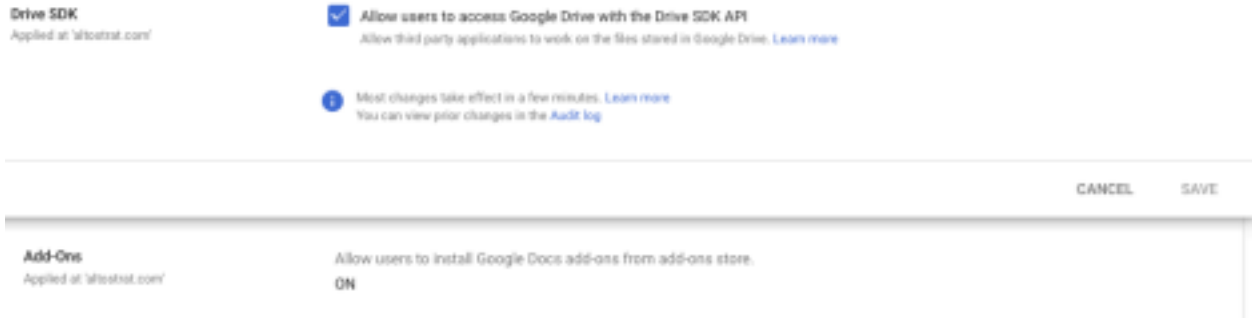 Drive SDK
Applied at 'altostrat.com'
Allow users to access Google Drive with the Drive SDK API
Allow third party applications to work on the files stored in Google Drive. Learn more
Most changes take effect in a few minutes. Learn more
You can view prior changes in the Audit log
CANCEL SAVE
Add-Ons
Applied at 'altostrat.com'
Allow users to install Google Docs add-ons from add-ons store.
ON